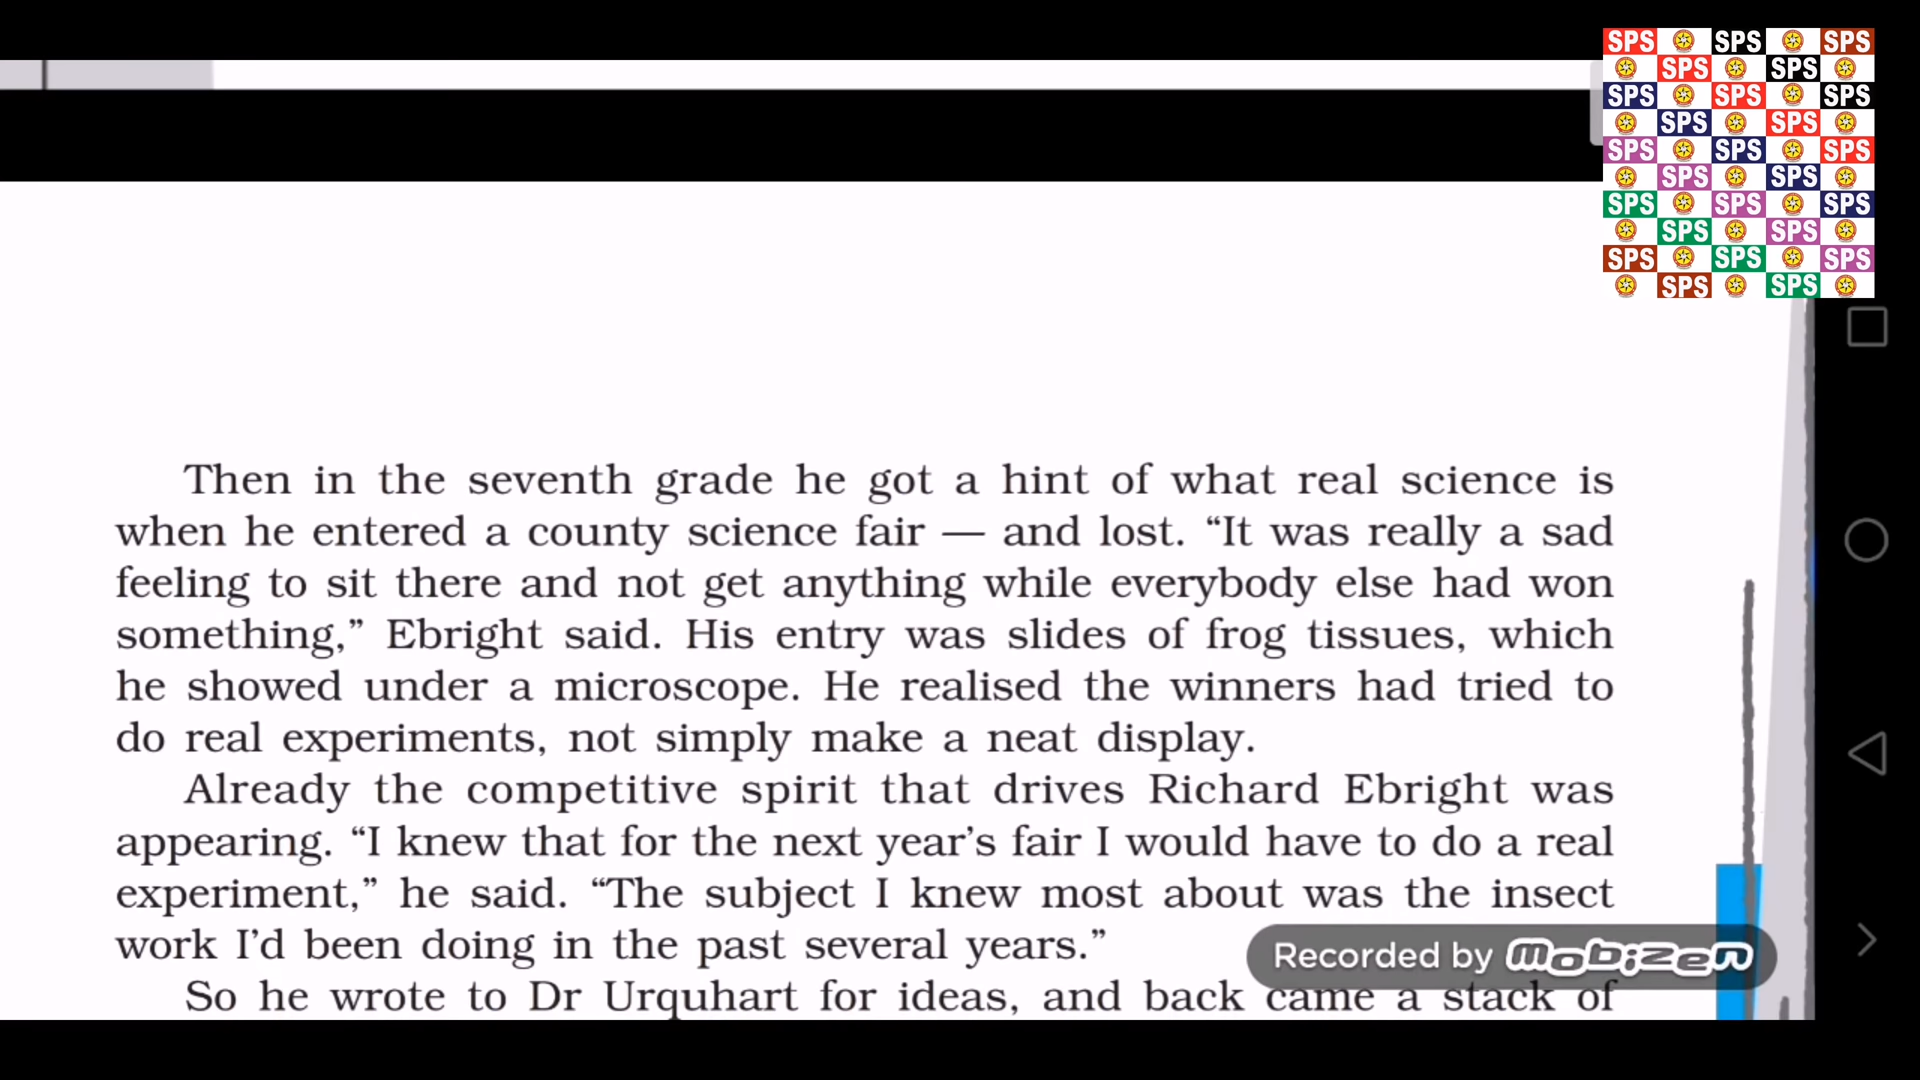 SPS SPS SPS
SPS SPS
SPS SPS SPS
SPS SPS
SPS SPS SPS
SPS SPS
SPS SPS SPS
SPS SPS
SPS SPS SPS
SPS SPS
Then in the seventh grade he got a hint of what real science is
when he entered a county science fair — and lost. “It was really a sad
feeling to sit there and not get anything while everybody else had won
something,” Ebright said. His entry was slides of frog tissues, which
he showed under a microscope. He realised the winners had tried to
do real experiments, not simply make a neat display.
Already the competitive spirit that drives Richard Ebright was
appearing. “I knew that for the next year’s fair I would have to do a real
experiment,” he said. “The subject I knew most about was the insect
work I’d been doing in the past several years.”
Recorded by mobizen
So he wrote to Dr Urquhart for ideas, and back came a stack of